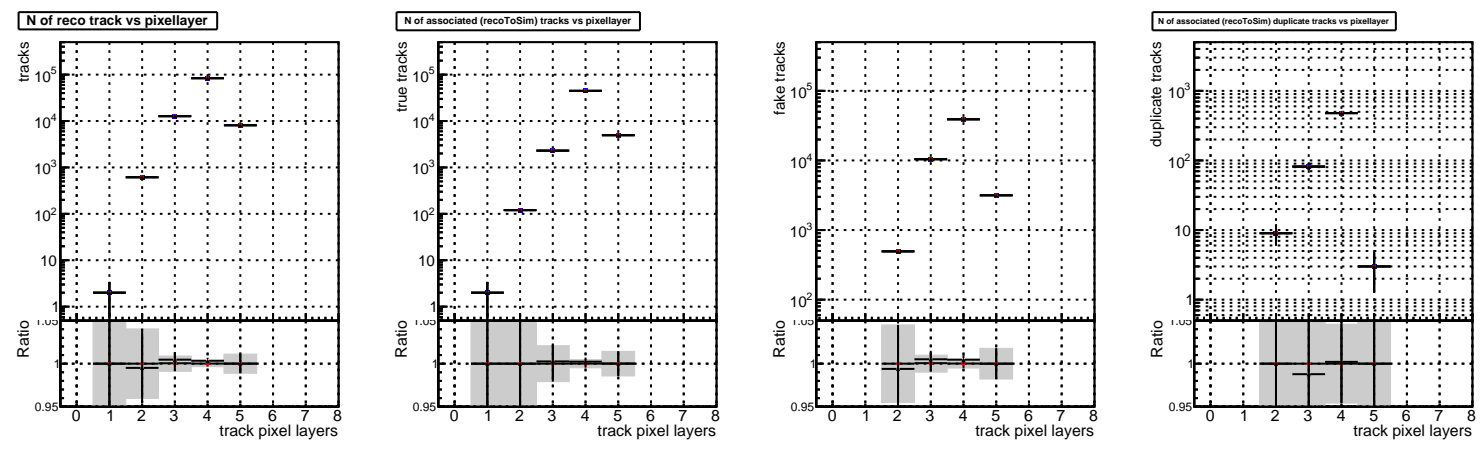 N of reco track vs pixellayer
tracks
10^5
10^4
10^3
10^2
10
1
Ratio
1.05
1
0.95
0 1 2 3 4 5 6 7 8
track pixel layers
N of associated (recoToSim) tracks vs pixellayer
true tracks
10^5
10^4
10^3
10^2
10
1
Ratio
1.05
1
0.95
0 1 2 3 4 5 6 7 8
track pixel layers
fake tracks
10^5
10^4
10^3
10^2
Ratio
1
0.95
0 1 2 3 4 5 6 7 8
track pixel layers
N of associated (recoToSim) duplicate tracks vs pixellayer
duplicate tracks
10^3
10^2
10
1
Ratio
1.05
1
0.95
0 1 2 3 4 5 6 7 8
track pixel layers